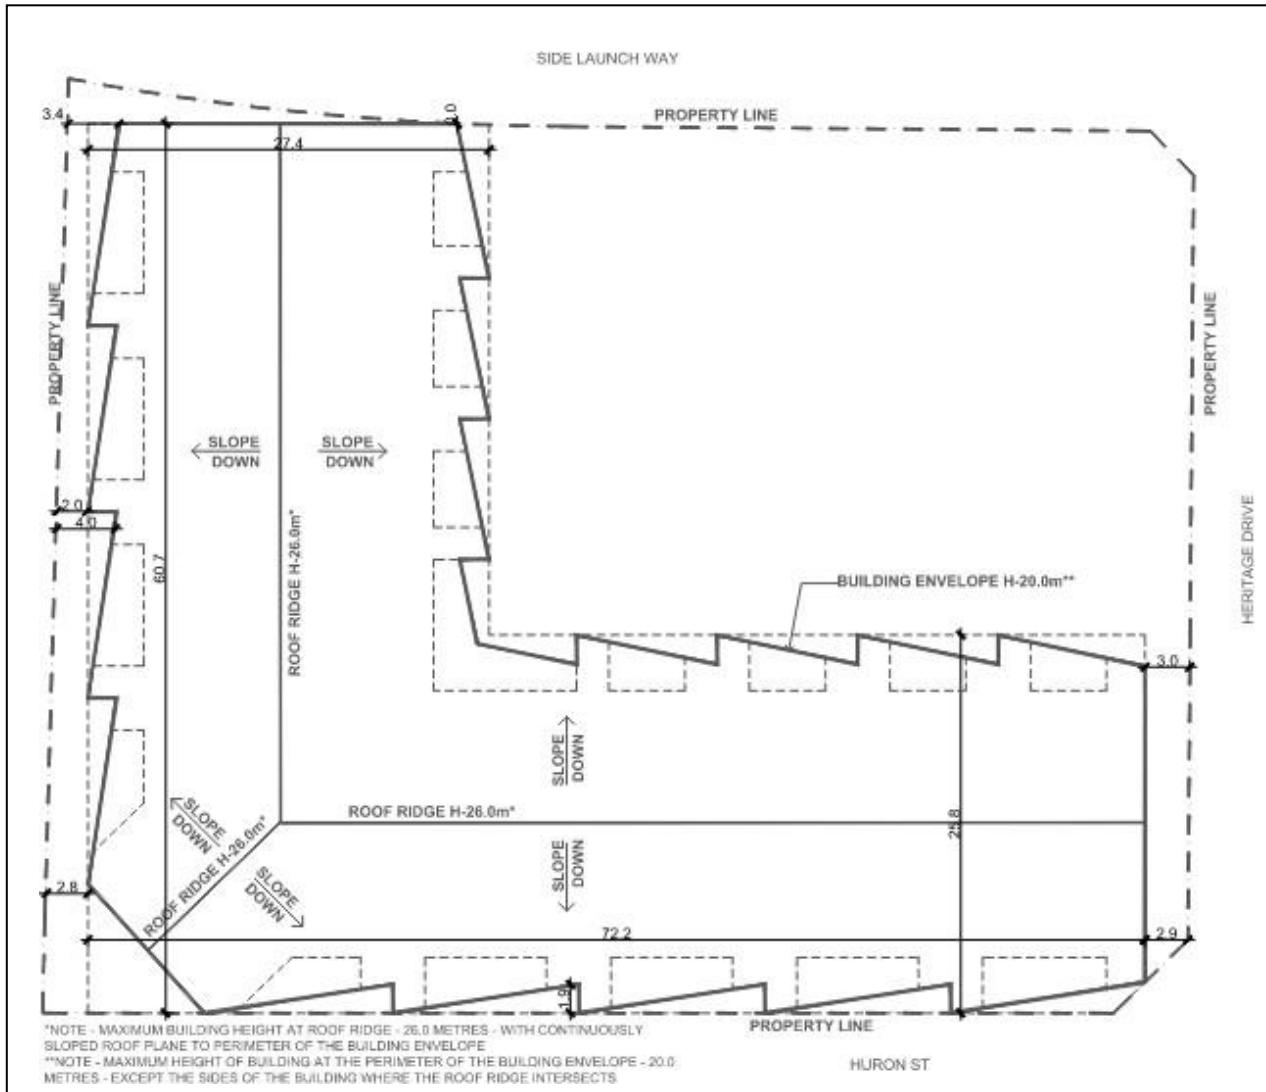 SIDE LAUNCH WAY
3.4
0.0
PROPERTY LINE
27.4
PROPERTY LINE
PROPERTY LINE
SLOPE
DOWN
SLOPE
DOWN
2.0
4.0
60.7
ROOF RIDGE H-26.0m*
HERITAGE DRIVE
BUILDING ENVELOPE H-20.0m**
3.0
SLOPE
DOWN
ROOF RIDGE H-26.0m*
25.8
SLOPE
DOWN
ROOF RIDGE H-26.0m*
SLOPE
DOWN
SLOPE
DOWN
2.8
72.2
2.9
1.9
*NOTE - MAXIMUM BUILDING HEIGHT AT ROOF RIDGE - 26.0 METRES - WITH CONTINUOUSLY
SLOPED ROOF PLANE TO PERIMETER OF THE BUILDING ENVELOPE
**NOTE - MAXIMUM HEIGHT OF BUILDING AT THE PERIMETER OF THE BUILDING ENVELOPE - 20.0
METRES - EXCEPT THE SIDES OF THE BUILDING WHERE THE ROOF RIDGE INTERSECTS
PROPERTY LINE
HURON ST